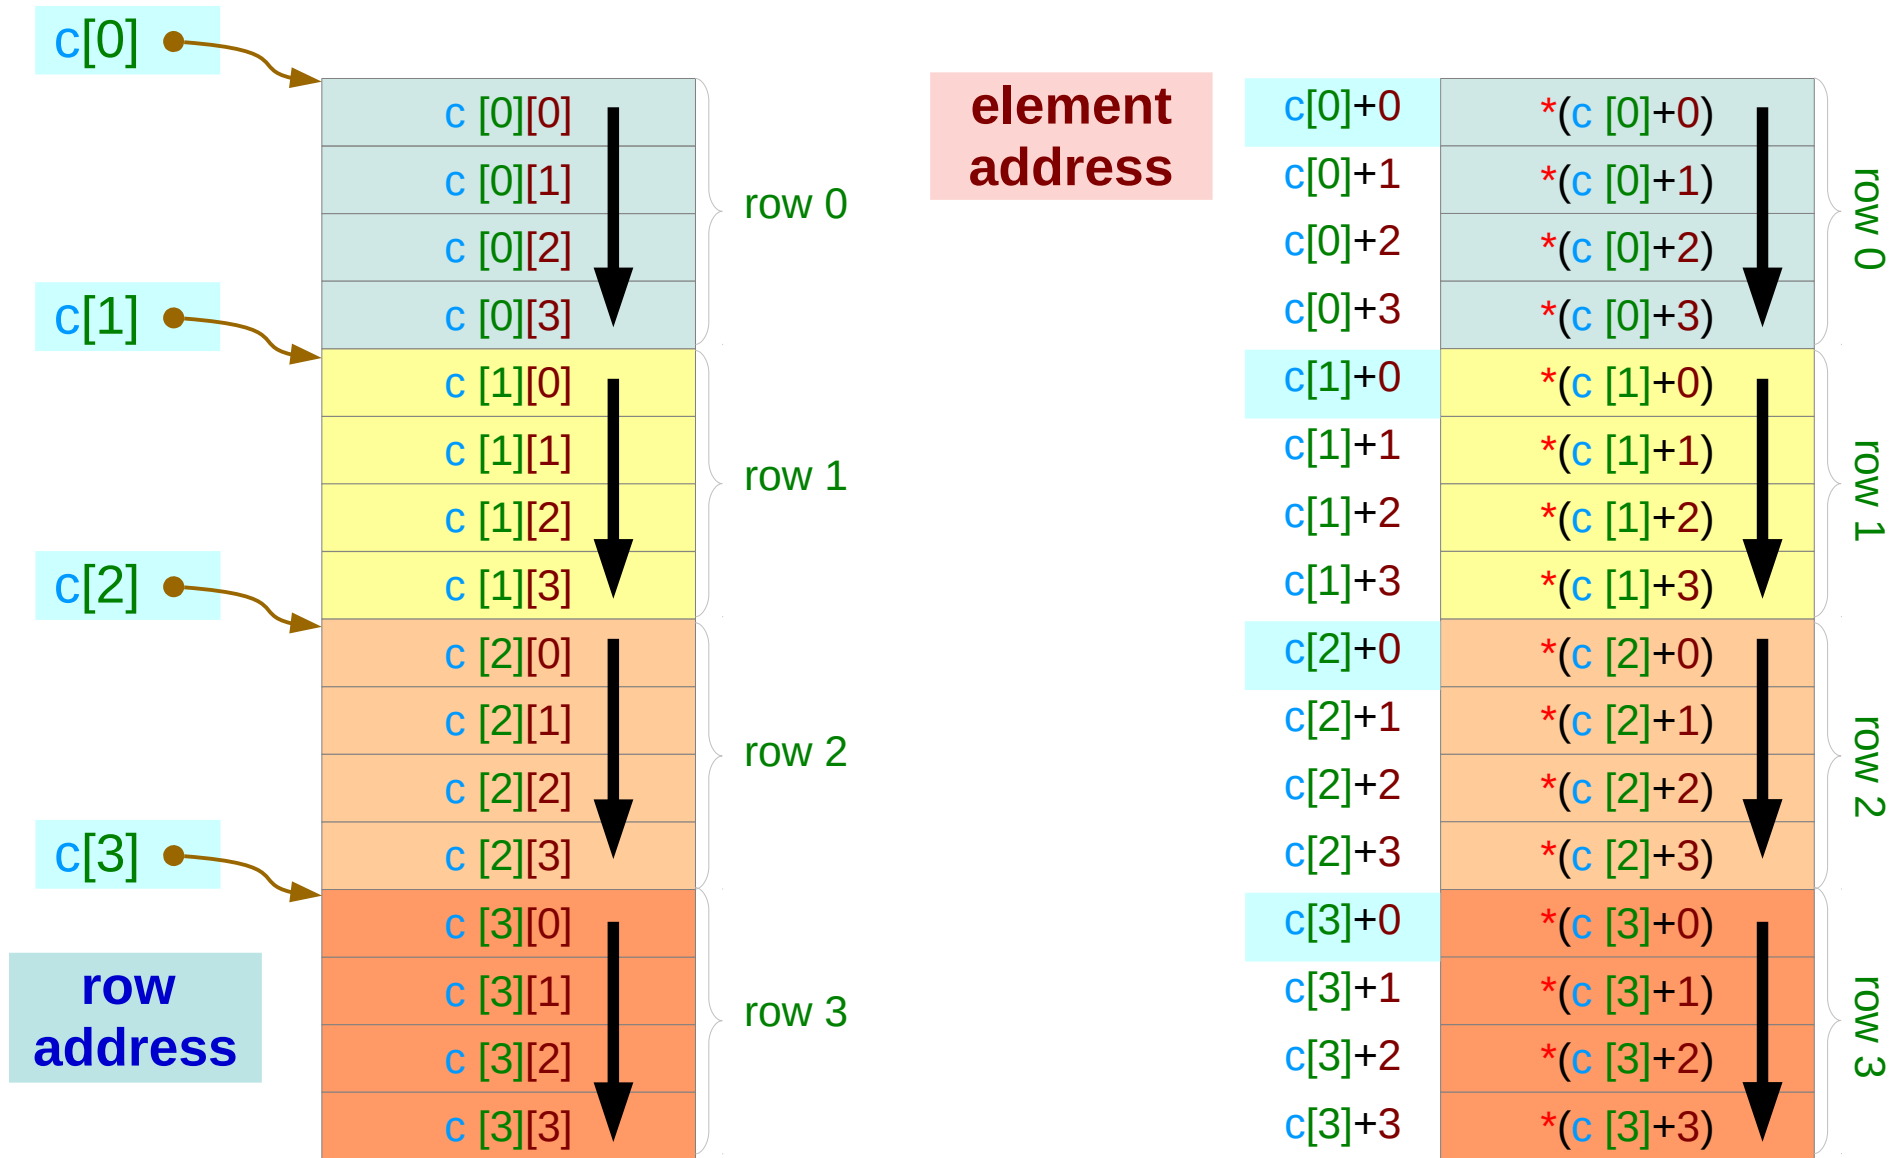 c[0]
c [0][0]
c [0][1]
c [0][2]
c [0][3]
row 0
c[1]
c [1][0]
c [1][1]
c [1][2]
c [1][3]
row 1
c[2]
c [2][0]
c [2][1]
c [2][2]
c [2][3]
row 2
c[3]
c [3][0]
c [3][1]
c [3][2]
c [3][3]
row 3
row
address
element
address
c[0]+0
*(c [0]+0)
c[0]+1
*(c [0]+1)
c[0]+2
*(c [0]+2)
c[0]+3
*(c [0]+3)
row 0
c[1]+0
*(c [1]+0)
c[1]+1
*(c [1]+1)
c[1]+2
*(c [1]+2)
c[1]+3
*(c [1]+3)
row 1
c[2]+0
*(c [2]+0)
c[2]+1
*(c [2]+1)
c[2]+2
*(c [2]+2)
c[2]+3
*(c [2]+3)
row 2
c[3]+0
*(c [3]+0)
c[3]+1
*(c [3]+1)
c[3]+2
*(c [3]+2)
c[3]+3
*(c [3]+3)
row 3